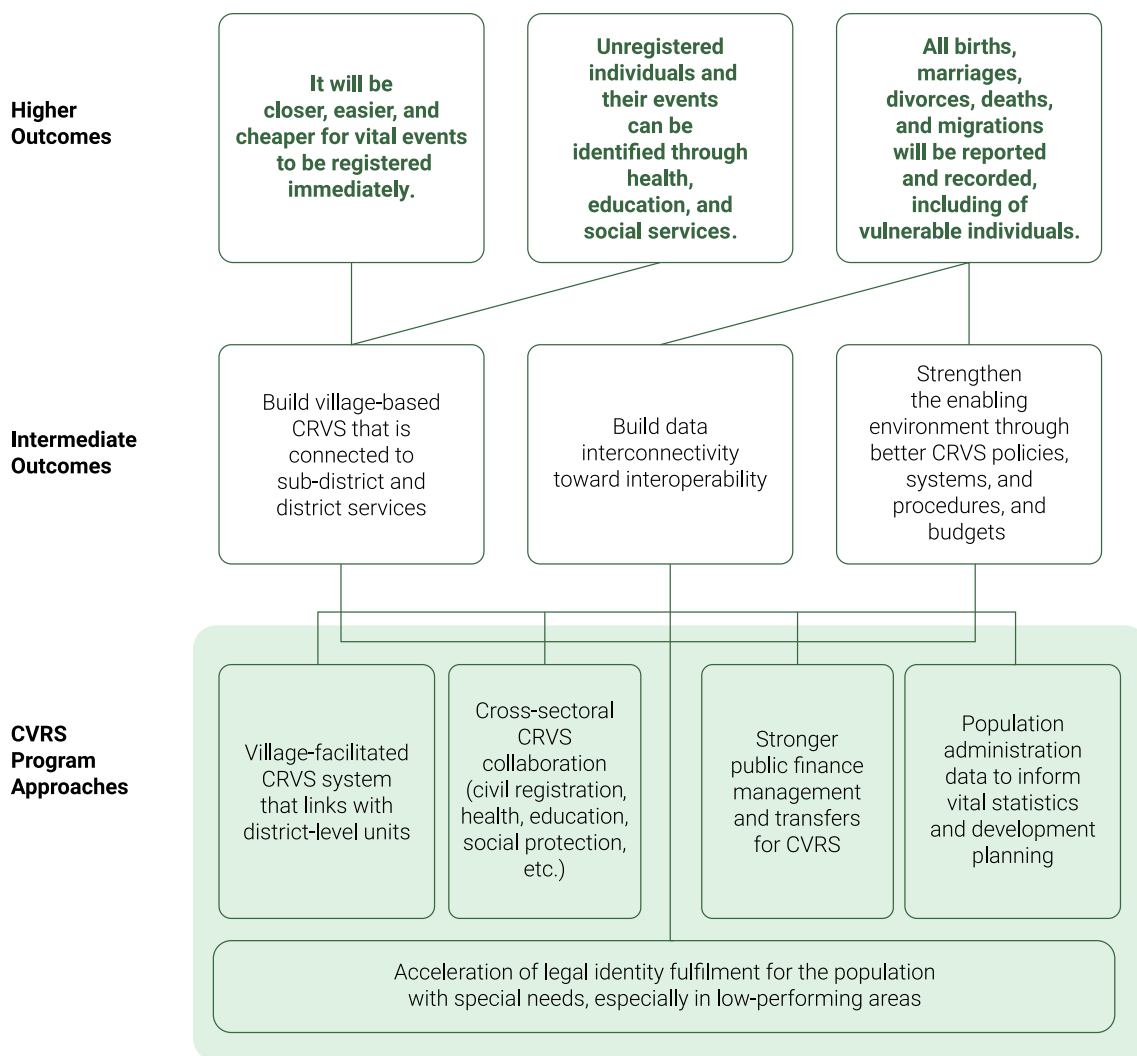 Higher
Outcomes
It will be
closer, easier, and
cheaper for vital events
to be registered
immediately.
Unregistered
individuals and
their events
can be
identified through
health,
education, and
social services.
All births,
marriages,
divorces, deaths,
and migrations
will be reported
and recorded,
including of
vulnerable individuals.
Intermediate
Outcomes
Build village-based
CRVS that is
connected to
sub-district and
district services
Build data
interconnectivity
toward interoperability
Strengthen
the enabling
environment through
better CRVS policies,
systems, and
procedures, and
budgets
CVRS
Program
Approaches
Village-facilitated
CRVS system
that links with
district-level units
Cross-sectoral
CRVS
collaboration
(civil registration,
health, education,
social protection,
etc.)
Stronger
public finance
management
and transfers
for CVRS
Population
administration
data to inform
vital statistics
and development
planning
Acceleration of legal identity fulfilment for the population
with special needs, especially in low-performing areas